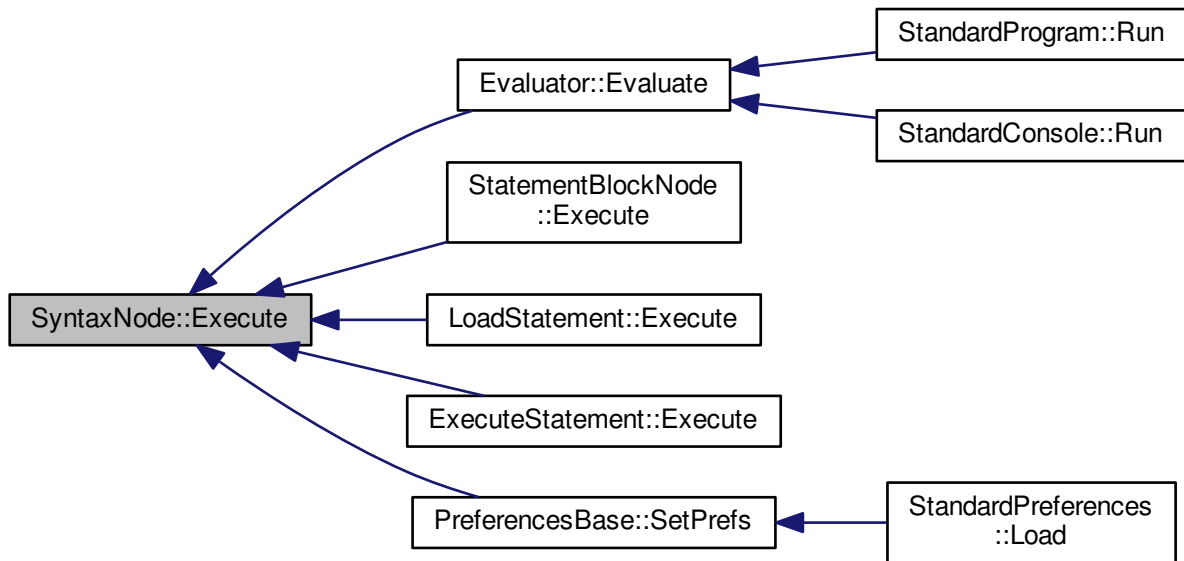 StandardProgram::Run
Evaluator::Evaluate
StandardConsole::Run
StatementBlockNode
::Execute
SyntaxNode::Execute
LoadStatement::Execute
ExecuteStatement::Execute
PreferencesBase::SetPrefs
StandardPreferences
::Load